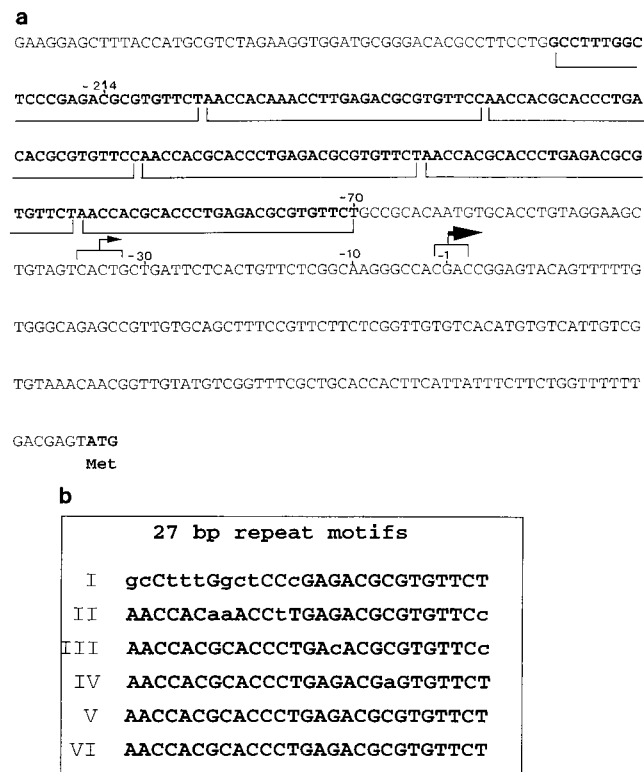 a
GAAGGAGCTTTACCATGCGTCTAGAAGGTGGATGCGGGACACGCCTTCCTGGCCTTTGGC
-214
TCCCGAGACGCGTGTTCTAACCACAAACCTTGAGACGCGTGTTCCAACCACGCACCCTGA
CACGCGTGTTCCAACCACGCACCCTGAGACGCGTGTTCTAACCACGCACCCTGAGACGCG
-70
TGTTCTAACCACGCACCCTGAGACGCGTGTTCTGCCGCACAATGTGCACCTGTAGGAAGC
-30 -10 -1
TGTAGTCACTGCTGATTCTCACTGTTCTCGGCAAGGGCCACGACCGGAGTACAGTTTTTG
TGGGCAGAGCCGTTGTGCAGCTTTCCGTTCTTCTCGGTTGTGTCACATGTGTCATTGTCG
TGTAAACAACGGTTGTATGTCGGTTTCGCTGCACCACTTCATTATTTCTTCTGGTTTTTT
GACGAGTATG
Met
b
27 bp repeat motifs
I gcCtttGgctCCcGAGACGCGTGTTCT
II AACCACaaACCtTGAGACGCGTGTTCc
III AACCACGCACCCTGAcACGCGTGTTCc
IV AACCACGCACCCTGAGACGaGTGTTCT
V AACCACGCACCCTGAGACGCGTGTTCT
VI AACCACGCACCCTGAGACGCGTGTTCT